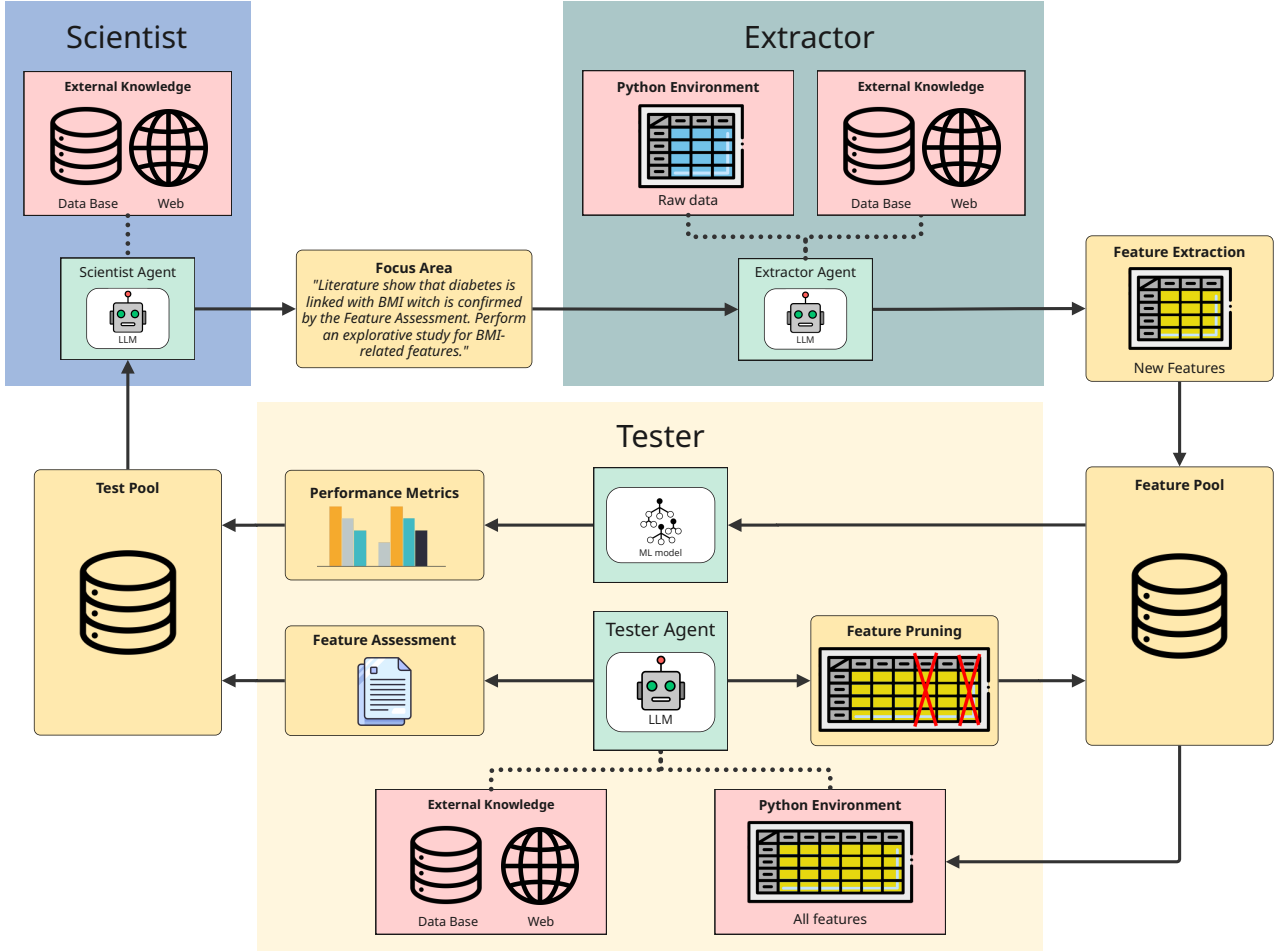 Scientist
External Knowledge
Data Base
Web
Scientist Agent
LLM
Focus Area
"Literature show that diabetes is
linked with BMI witch is confirmed
by the Feature Assessment. Perform
an explorative study for BMI-
related features."
Extractor
Python Environment
Raw data
External Knowledge
Data Base
Web
Extractor Agent
LLM
Feature Extraction
New Features
Tester
Test Pool
Performance Metrics
ML model
Feature Pool
Feature Assessment
Tester Agent
LLM
Feature Pruning
External Knowledge
Data Base
Web
Python Environment
All features